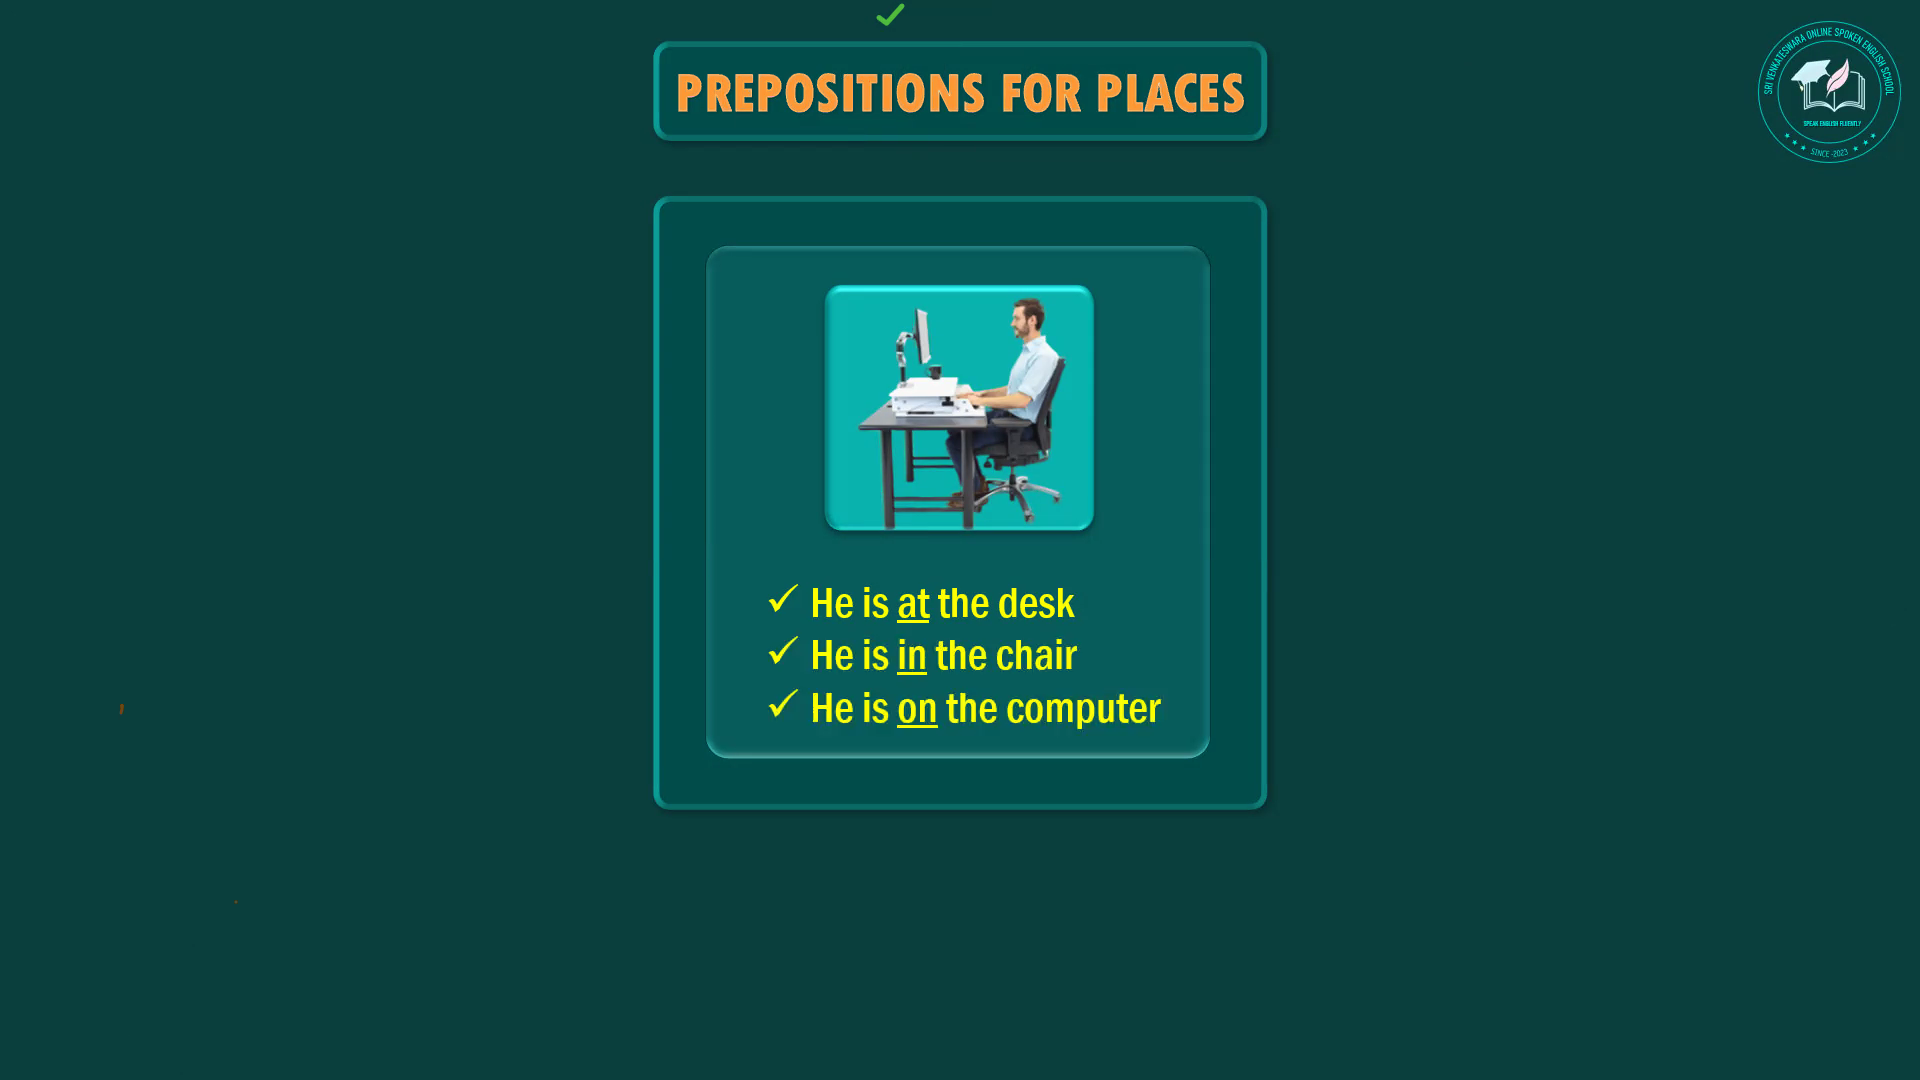 PREPOSITIONS FOR PLACES
SRI VENKATESWARA ONLINE SPOKEN ENGLISH SCHOOL
SPEAK ENGLISH FLUENTLY
SINCE -2023
He is at the desk
He is in the chair
He is on the computer